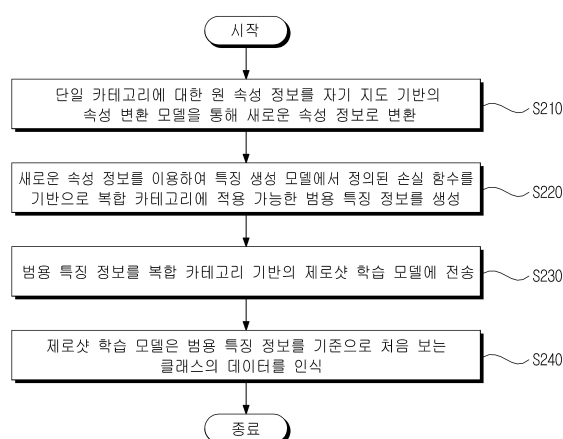 시작
단일 카테고리에 대한 원 속성 정보를 자기 지도 기반의
속성 변환 모델을 통해 새로운 속성 정보로 변환
S210
새로운 속성 정보를 이용하여 특징 생성 모델에서 정의된 손실 함수를
기반으로 복합 카테고리에 적용 가능한 범용 특징 정보를 생성
S220
범용 특징 정보를 복합 카테고리 기반의 제로샷 학습 모델에 전송
S230
제로샷 학습 모델은 범용 특징 정보를 기준으로 처음 보는
클래스의 데이터를 인식
S240
종료